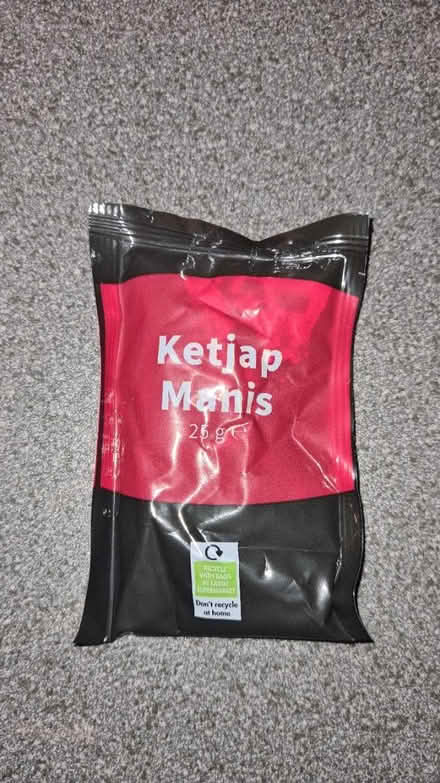 Ketjap
Manis
25 g e
RECYCLE
WITH BAGS
AT LARGE
SUPERMARKET
Don't recycle
at home